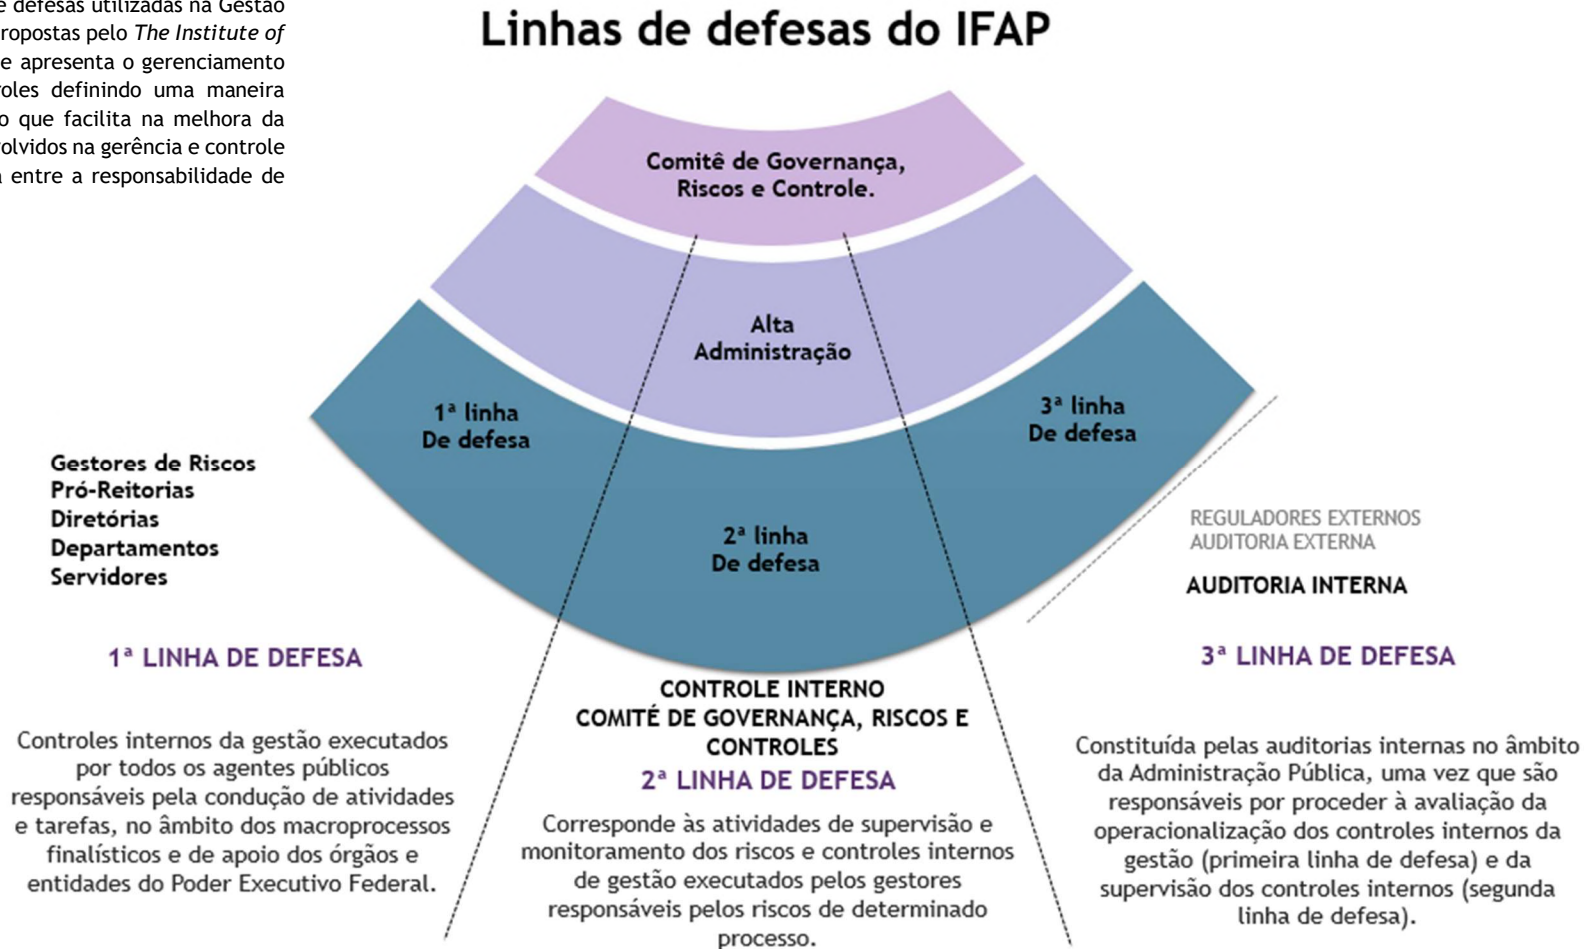 e defesas utilizadas na Gestão
ropostas pelo The Institute of
e apresenta o gerenciamento
oles definindo uma maneira
o que facilita na melhora da
olvidos na gerência e controle
a entre a responsabilidade de
Linhas de defesas do IFAP
Comitê de Governança,
Riscos e Controle.
Alta
Administração
1ª linha
De defesa
3ª linha
De defesa
2ª linha
De defesa
Gestores de Riscos
Pró-Reitorias
Diretórias
Departamentos
Servidores
1ª LINHA DE DEFESA
Controles internos da gestão executados
por todos os agentes públicos
responsáveis pela condução de atividades
e tarefas, no âmbito dos macroprocessos
finalísticos e de apoio dos órgãos e
entidades do Poder Executivo Federal.
CONTROLE INTERNO
COMITÉ DE GOVERNANÇA, RISCOS E
CONTROLES
2ª LINHA DE DEFESA
Corresponde às atividades de supervisão e
monitoramento dos riscos e controles internos
de gestão executados pelos gestores
responsáveis pelos riscos de determinado
processo.
REGULADORES EXTERNOS
AUDITORIA EXTERNA
AUDITORIA INTERNA
3ª LINHA DE DEFESA
Constituída pelas auditorias internas no âmbito
da Administração Pública, uma vez que são
responsáveis por proceder à avaliação da
operacionalização dos controles internos da
gestão (primeira linha de defesa) e da
supervisão dos controles internos (segunda
linha de defesa).